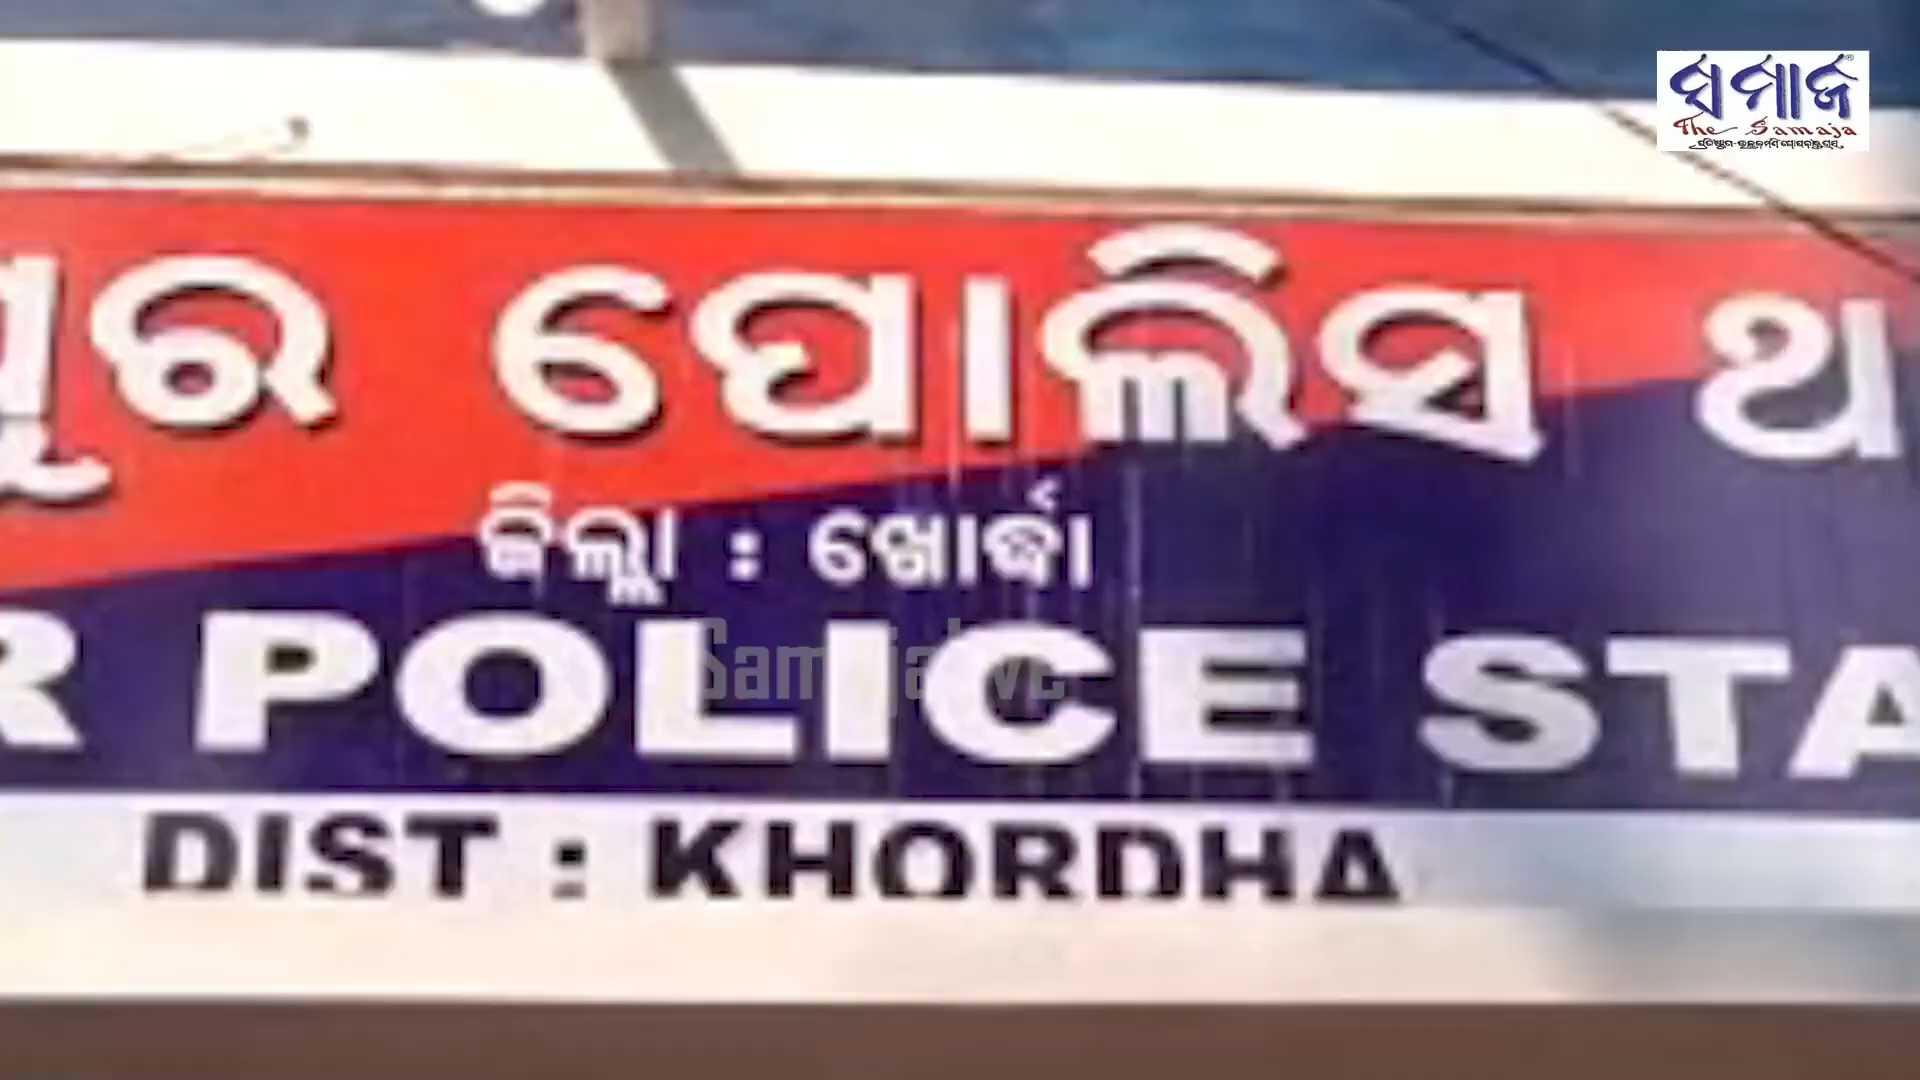 ସମାଜ
The Samaja
ପୁର ପୋଲିସ ଥ
ଜିଲ୍ଲା : ଖୋର୍ଦ୍ଧା
R POLICE STA
DIST : KHORDHA